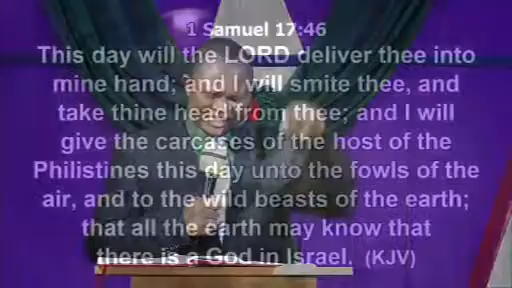 1 Samuel 17:46
This day will the LORD deliver thee into
mine hand; and I will smite thee, and
take thine head from thee; and I will
give the carcases of the host of the
Philistines this day unto the fowls of the
air, and to the wild beasts of the earth;
that all the earth may know that
there is a God in Israel. (KJV)